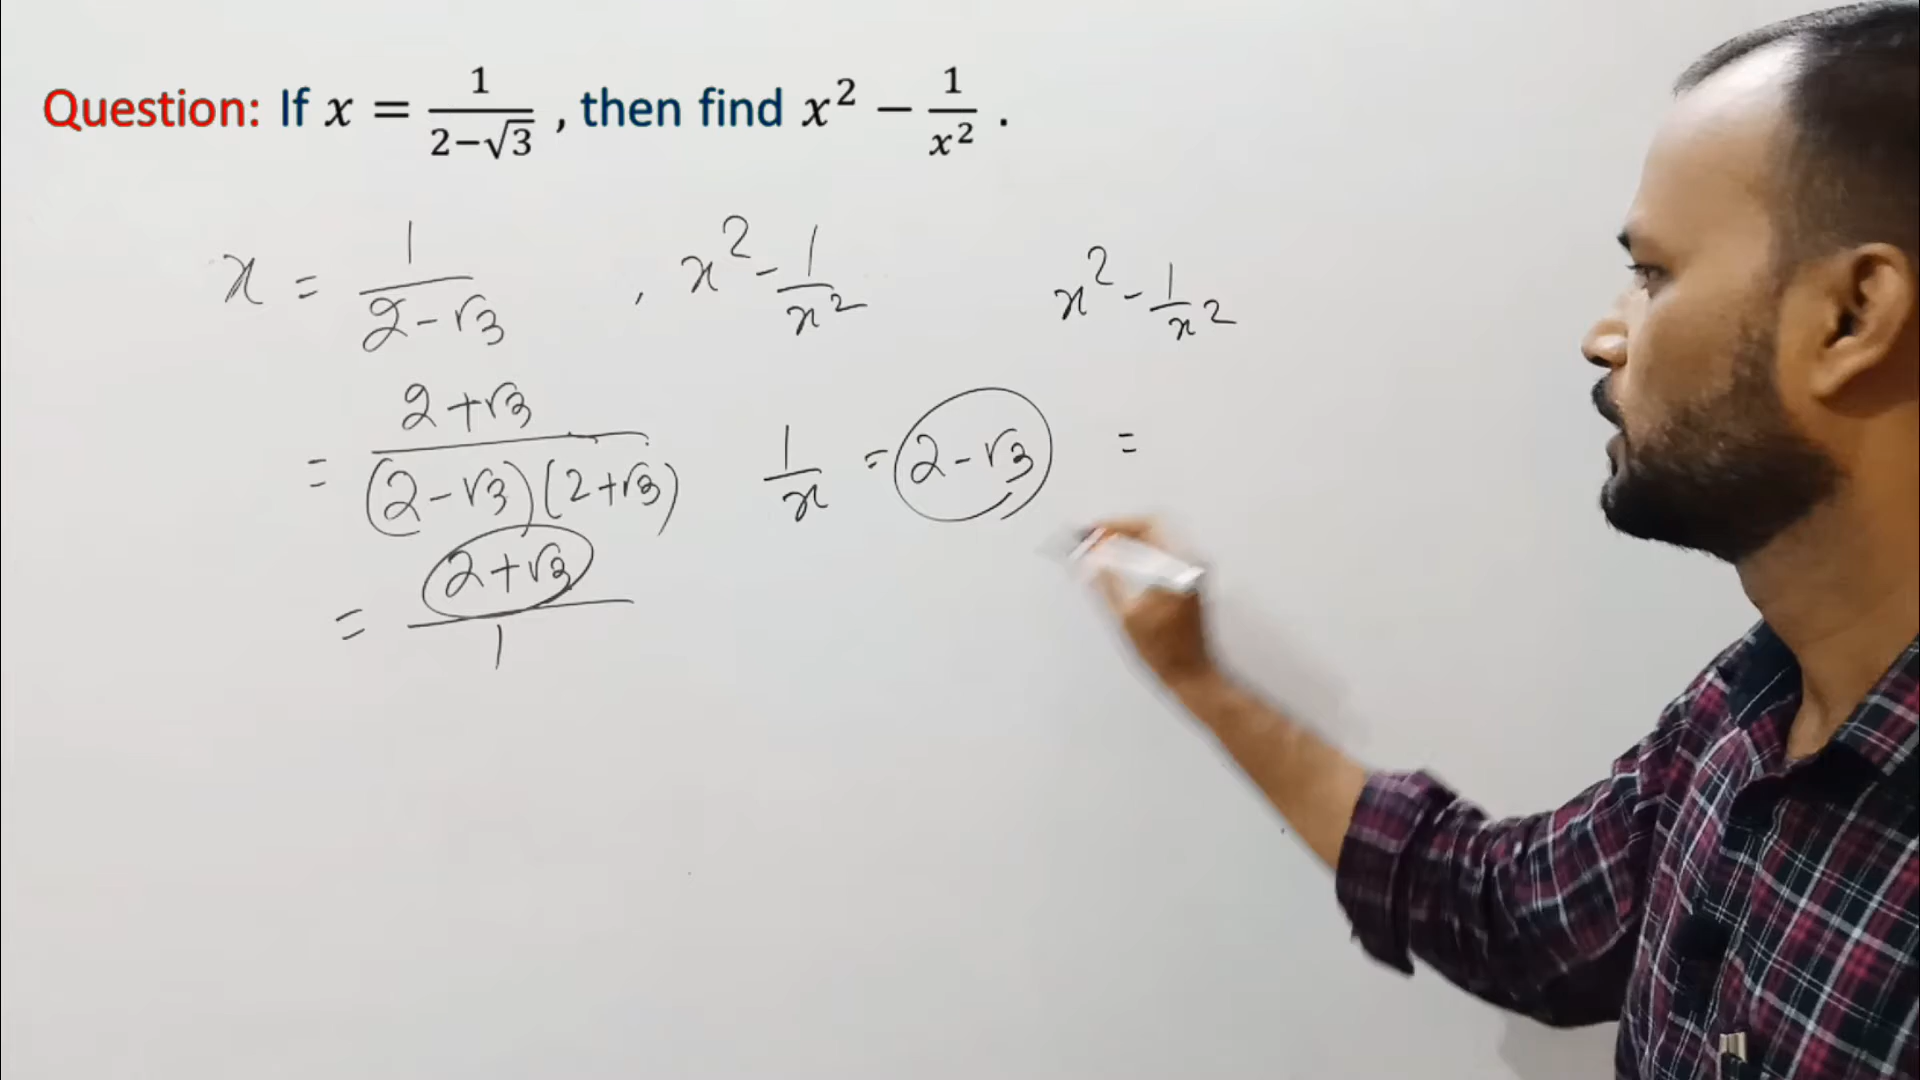 Question: If x = 1/(2−√3) , then find x² − 1/x² .
x = 1/(2−√3) , x² − 1/x² x² − 1/x²
= (2+√3)/((2−√3)(2+√3)) 1/x = 2−√3 =
= (2+√3)/1